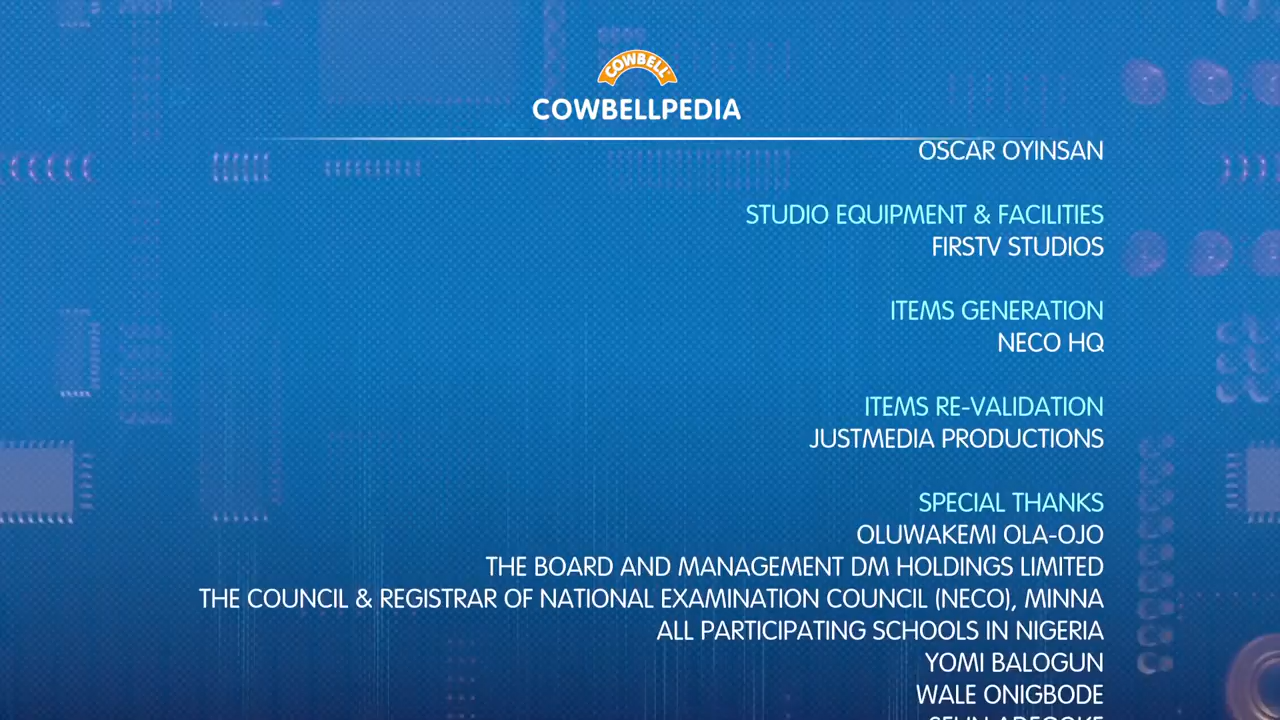 COWBELL
COWBELLPEDIA
OSCAR OYINSAN
STUDIO EQUIPMENT & FACILITIES
FIRSTV STUDIOS
ITEMS GENERATION
NECO HQ
ITEMS RE-VALIDATION
JUSTMEDIA PRODUCTIONS
SPECIAL THANKS
OLUWAKEMI OLA-OJO
THE BOARD AND MANAGEMENT DM HOLDINGS LIMITED
THE COUNCIL & REGISTRAR OF NATIONAL EXAMINATION COUNCIL (NECO), MINNA
ALL PARTICIPATING SCHOOLS IN NIGERIA
YOMI BALOGUN
WALE ONIGBODE